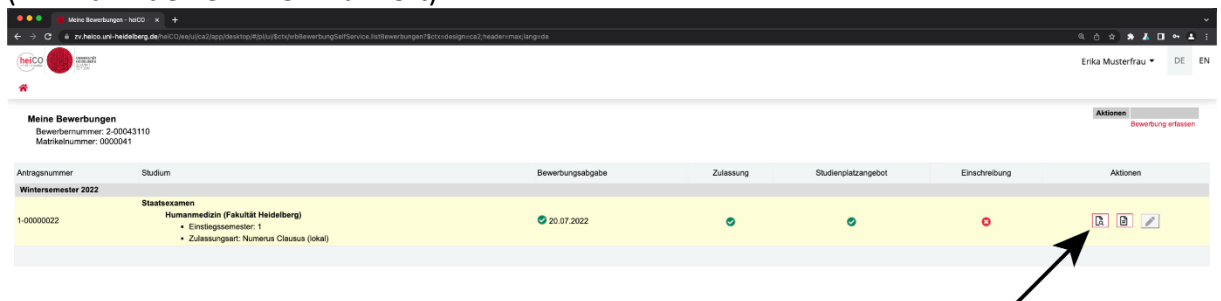 Meine Bewerbungen - heiCO - × +
zv.heico.uni-heidelberg.de/heiCO/ee/ui/ca2/app/desktop/#/pl/ui/$ctx/wbBewerbungSelfService.listBewerbungen?$ctx=design=ca2;header=max;lang=de
heiCO
Erika Musterfrau DE EN
Meine Bewerbungen
Bewerbernummer: 2-00043110
Matrikelnummer: 0000041
Aktionen
Bewerbung erfassen
Antragsnummer Studium Bewerbungsabgabe Zulassung Studienplatzangebot Einschreibung Aktionen
Wintersemester 2022
Staatsexamen
1-00000022 Humanmedizin (Fakultät Heidelberg) 20.07.2022
• Einstiegssemester: 1
• Zulassungsart: Numerus Clausus (lokal)